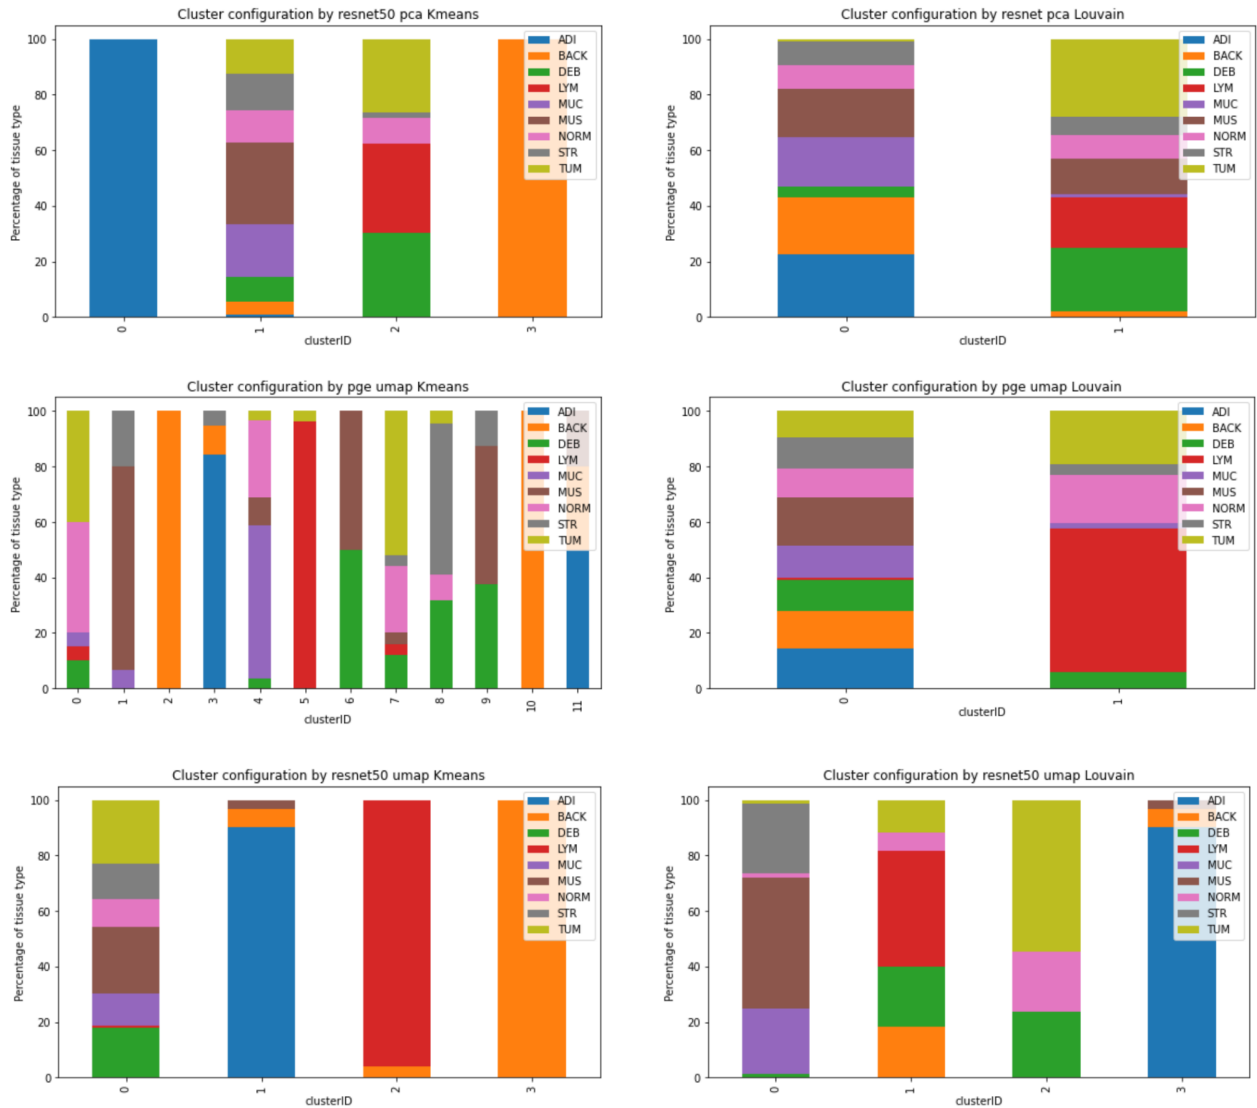 Cluster configuration by resnet50 pca Kmeans
Percentage of tissue type
100
80
60
40
20
0
ADI
BACK
DEB
LYM
MUC
MUS
NORM
STR
TUM
0 1 2 3
clusterID
Cluster configuration by resnet pca Louvain
Percentage of tissue type
100
80
60
40
20
0
ADI
BACK
DEB
LYM
MUC
MUS
NORM
STR
TUM
0 1
clusterID
Cluster configuration by pge umap Kmeans
Percentage of tissue type
100
80
60
40
20
0
ADI
BACK
DEB
LYM
MUC
MUS
NORM
STR
TUM
0 1 2 3 4 5 6 7 8 9 10 11
clusterID
Cluster configuration by pge umap Louvain
Percentage of tissue type
100
80
60
40
20
0
ADI
BACK
DEB
LYM
MUC
MUS
NORM
STR
TUM
0 1
clusterID
Cluster configuration by resnet50 umap Kmeans
Percentage of tissue type
100
80
60
40
20
0
ADI
BACK
DEB
LYM
MUC
MUS
NORM
STR
TUM
0 1 2 3
clusterID
Cluster configuration by resnet50 umap Louvain
Percentage of tissue type
100
80
60
40
20
0
ADI
BACK
DEB
LYM
MUC
MUS
NORM
STR
TUM
0 1 2 3
clusterID